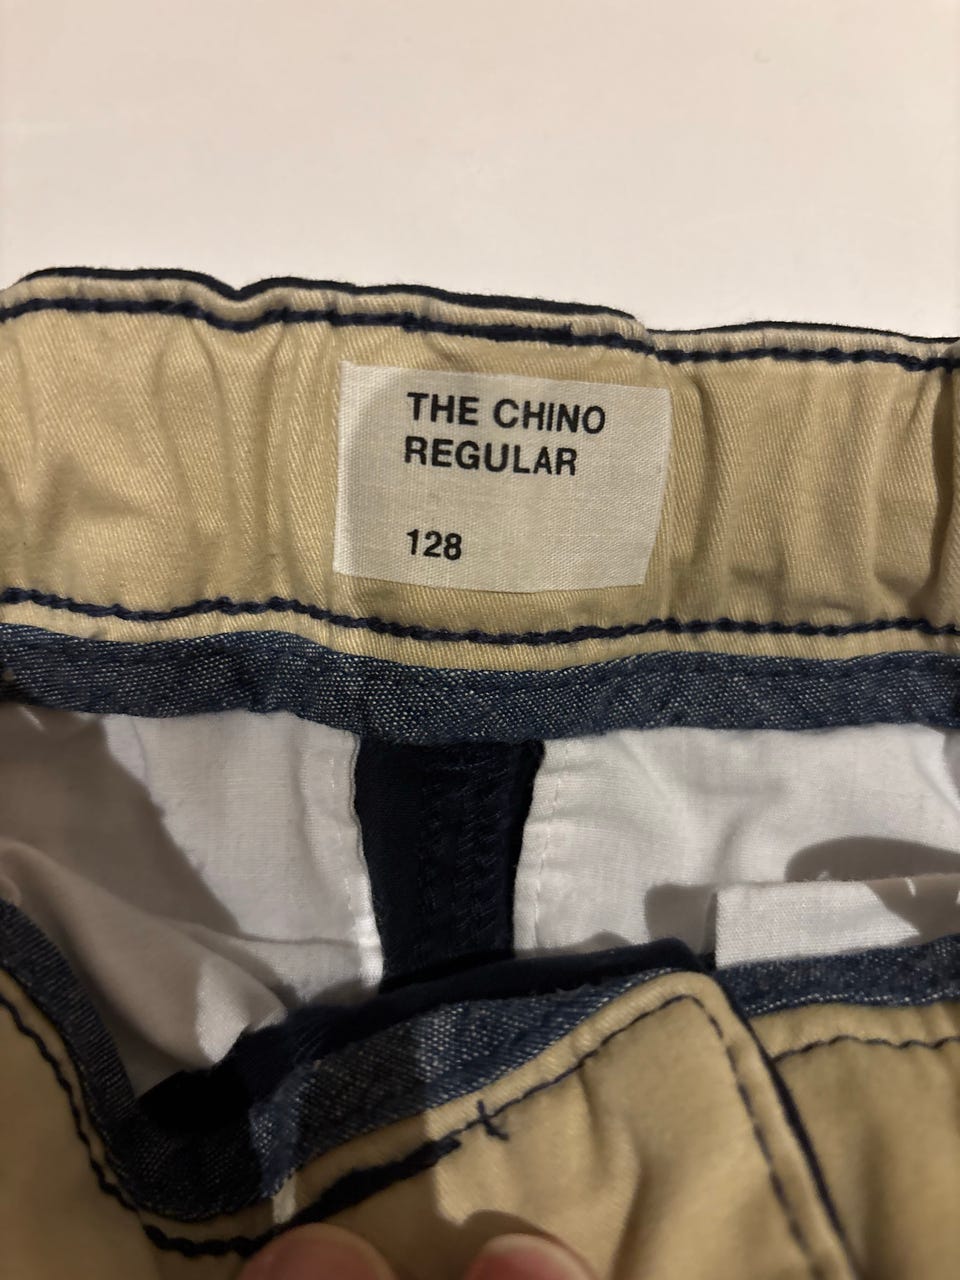 THE CHINO
REGULAR
128